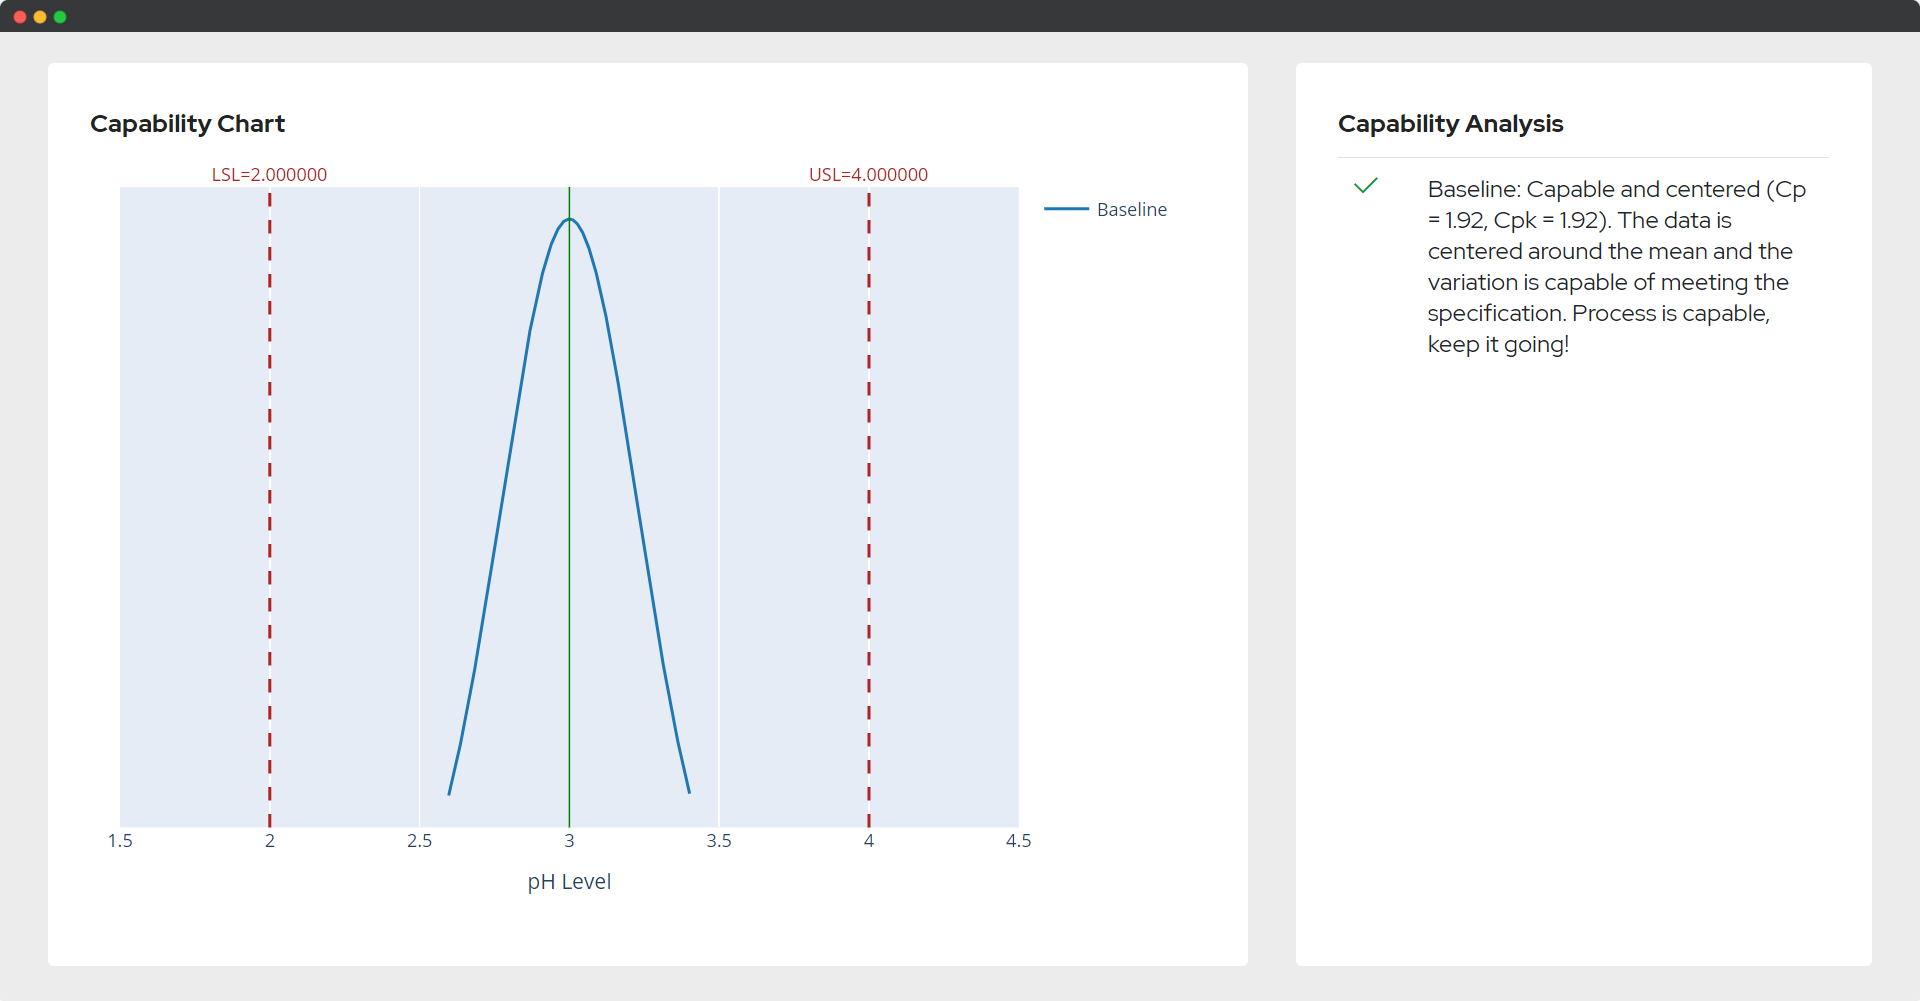 Capability Chart
LSL=2.000000
USL=4.000000
Baseline
1.5
2
2.5
3
3.5
4
4.5
pH Level
Capability Analysis
Baseline: Capable and centered (Cp
= 1.92, Cpk = 1.92). The data is
centered around the mean and the
variation is capable of meeting the
specification. Process is capable,
keep it going!